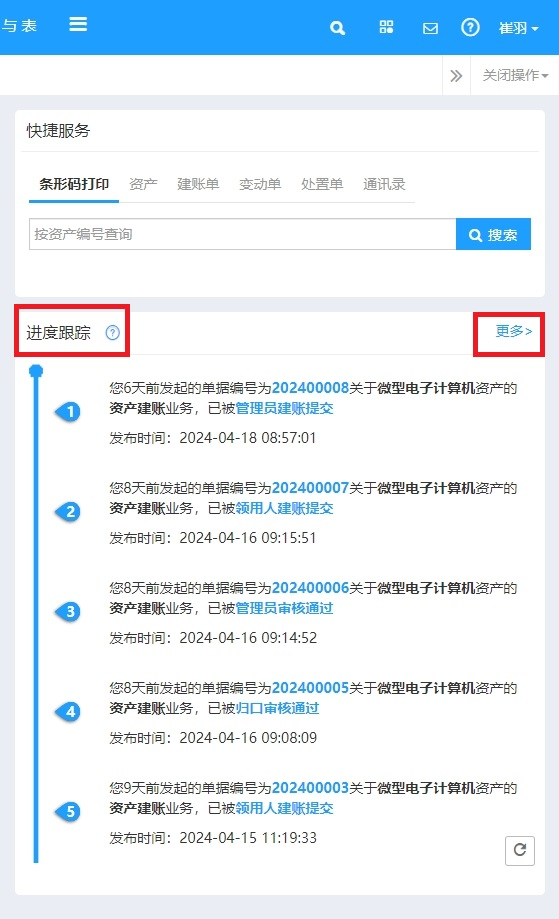 与表
崔羽
关闭操作
快捷服务
条形码打印 资产 建账单 变动单 处置单 通讯录
按资产编号查询
搜索
进度跟踪 ?
更多>
1
您6天前发起的单据编号为202400008关于微型电子计算机资产的
资产建账业务，已被管理员建账提交
发布时间：2024-04-18 08:57:01
2
您8天前发起的单据编号为202400007关于微型电子计算机资产的
资产建账业务，已被领用人建账提交
发布时间：2024-04-16 09:15:51
3
您8天前发起的单据编号为202400006关于微型电子计算机资产的
资产建账业务，已被管理员审核通过
发布时间：2024-04-16 09:14:52
4
您8天前发起的单据编号为202400005关于微型电子计算机资产的
资产建账业务，已被归口审核通过
发布时间：2024-04-16 09:08:09
5
您9天前发起的单据编号为202400003关于微型电子计算机资产的
资产建账业务，已被领用人建账提交
发布时间：2024-04-15 11:19:33